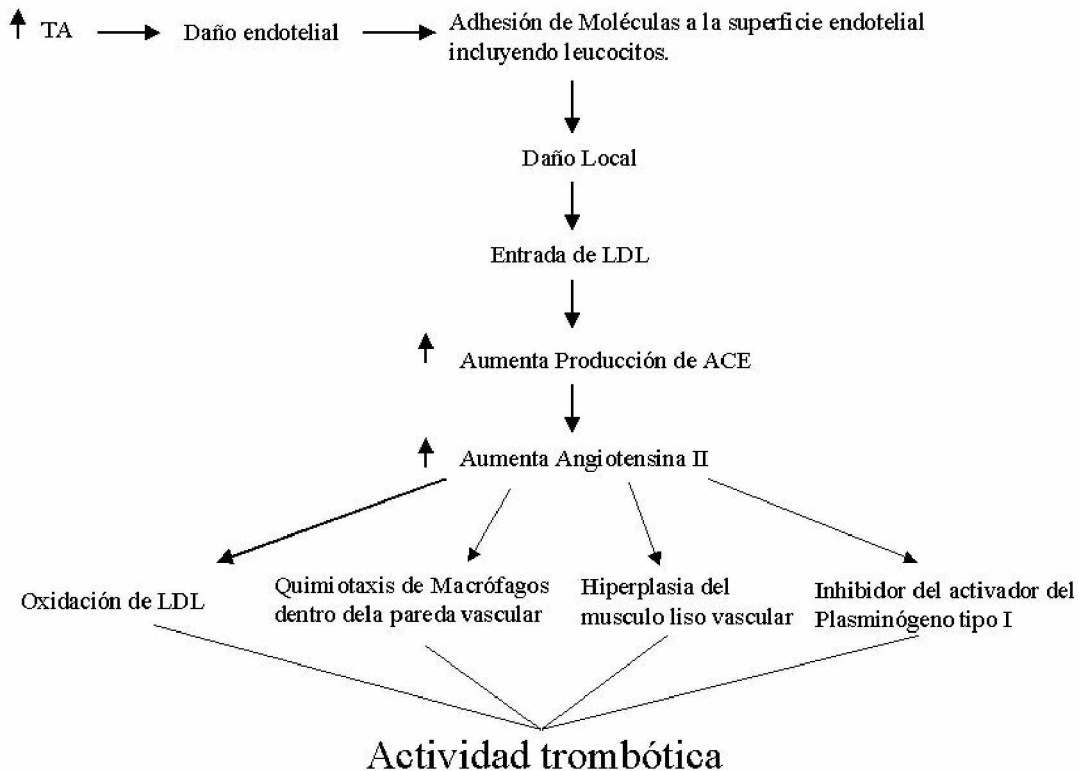 TA
Daño endotelial
Adhesión de Moléculas a la superficie endotelial
incluyendo leucocitos.
Daño Local
Entrada de LDL
Aumenta Producción de ACE
Aumenta Angiotensina II
Oxidación de LDL
Quimiotaxis de Macrófagos
dentro dela pareda vascular
Hiperplasia del
musculo liso vascular
Inhibidor del activador del
Plasminógeno tipo I
Actividad trombótica